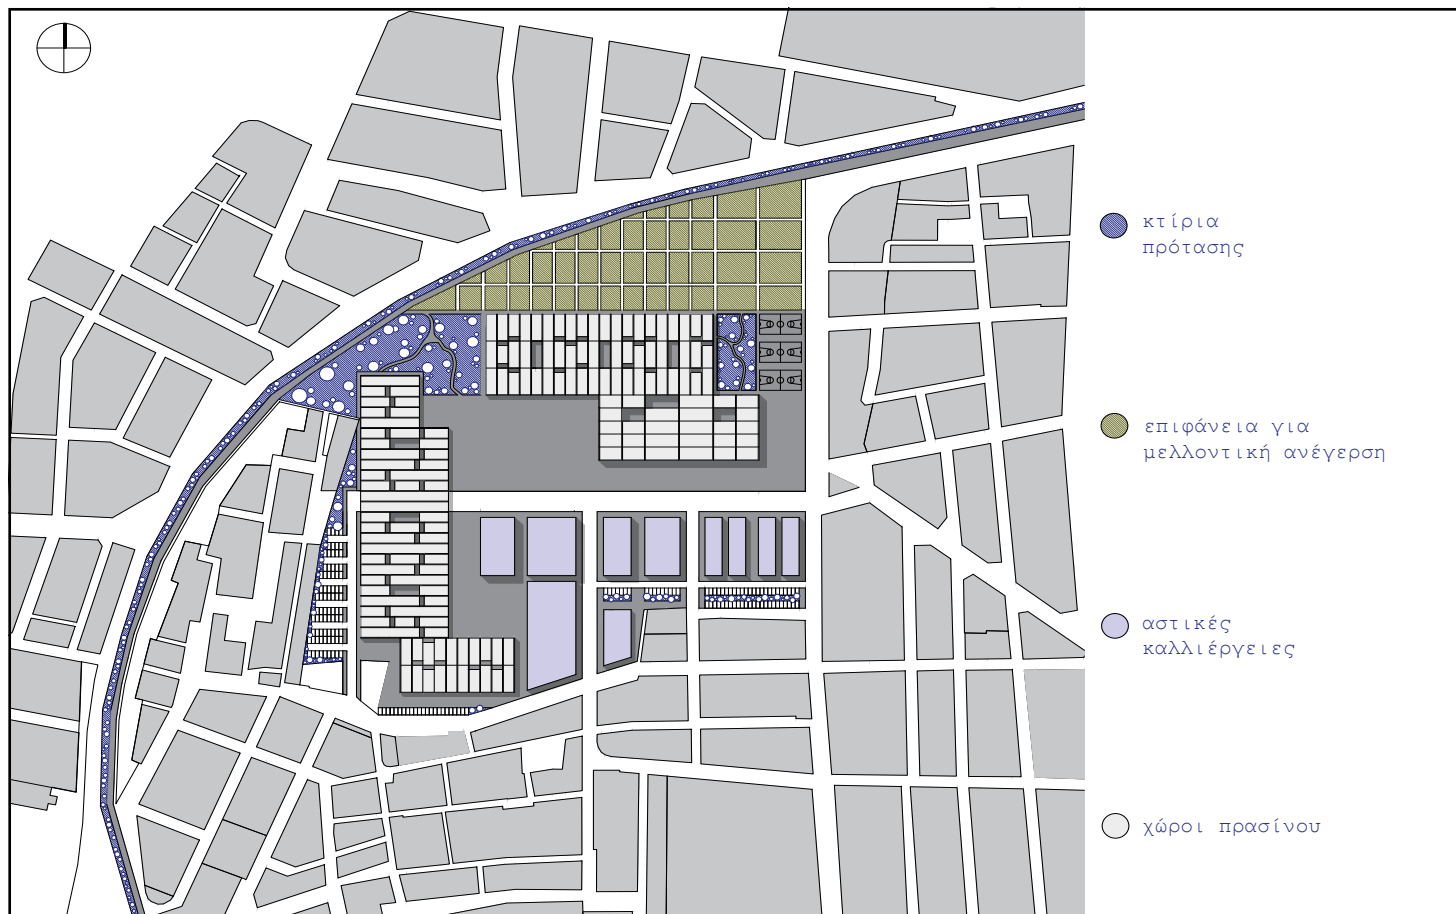 κτίρια
πρότασης
επιφάνεια για
μελλοντική ανέγερση
αστικές
καλλιέργειες
χώροι πρασίνου